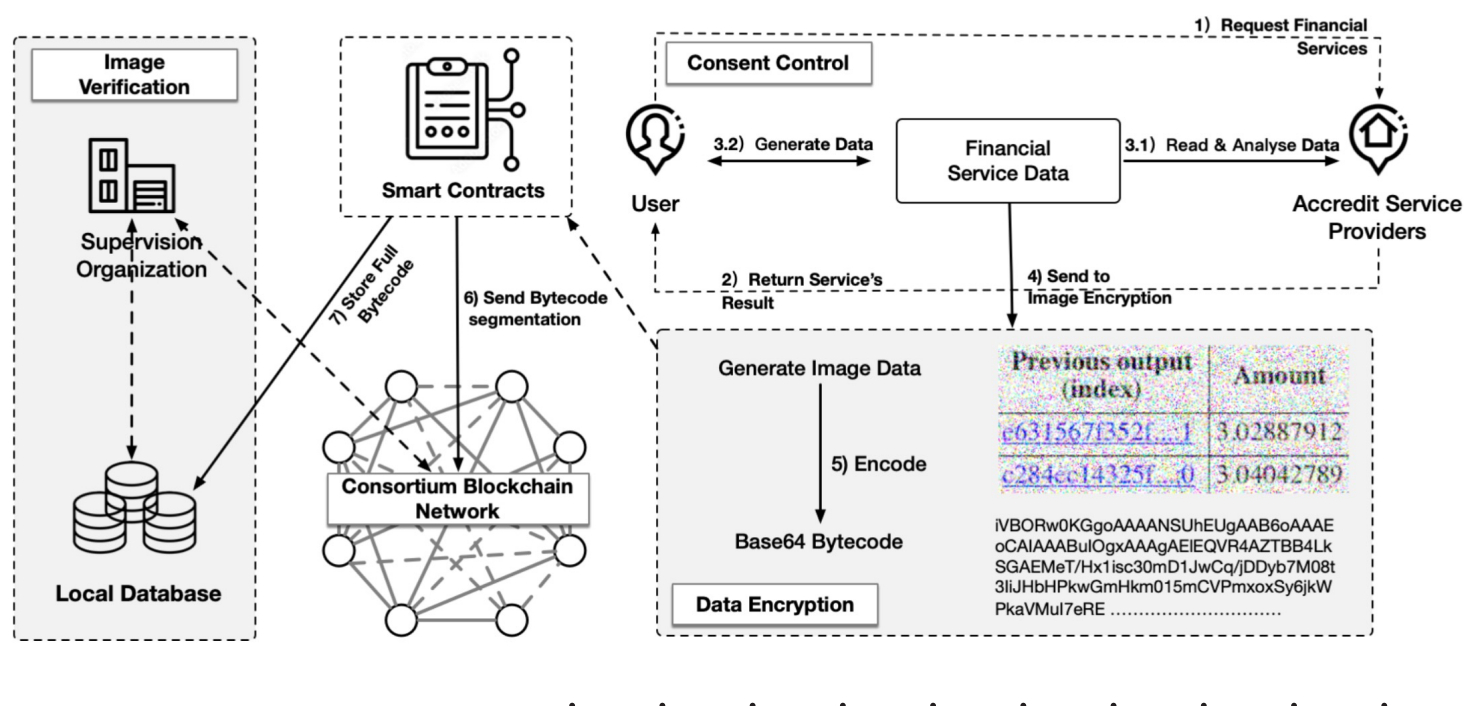 Image
Verification
Supervision
Organization
Local Database
Smart Contracts
7) Store Full
Bytecode
6) Send Bytecode
segmentation
Consortium Blockchain
Network
1) Request Financial
Services
Consent Control
User
3.2) Generate Data
Financial
Service Data
3.1) Read & Analyse Data
Accredit Service
Providers
2) Return Service's
Result
4) Send to
Image Encryption
Generate Image Data
5) Encode
Base64 Bytecode
Data Encryption
Previous output
(index)
Amount
e631567f352f....:1
3.02887912
c284ec14325f...:0
3.04042789
iVBORw0KGgoAAAANSUhEUgAAB6oAAAE
oCAIAAABulOgxAAAgAElEQVR4AZTBB4Lk
SGAEMeT/Hx1isc30mD1JwCq/jDDyb7M08t
3liJHbHPkwGmHkm015mCVPmxoxSy6jkW
PkaVMul7eRE ..............................